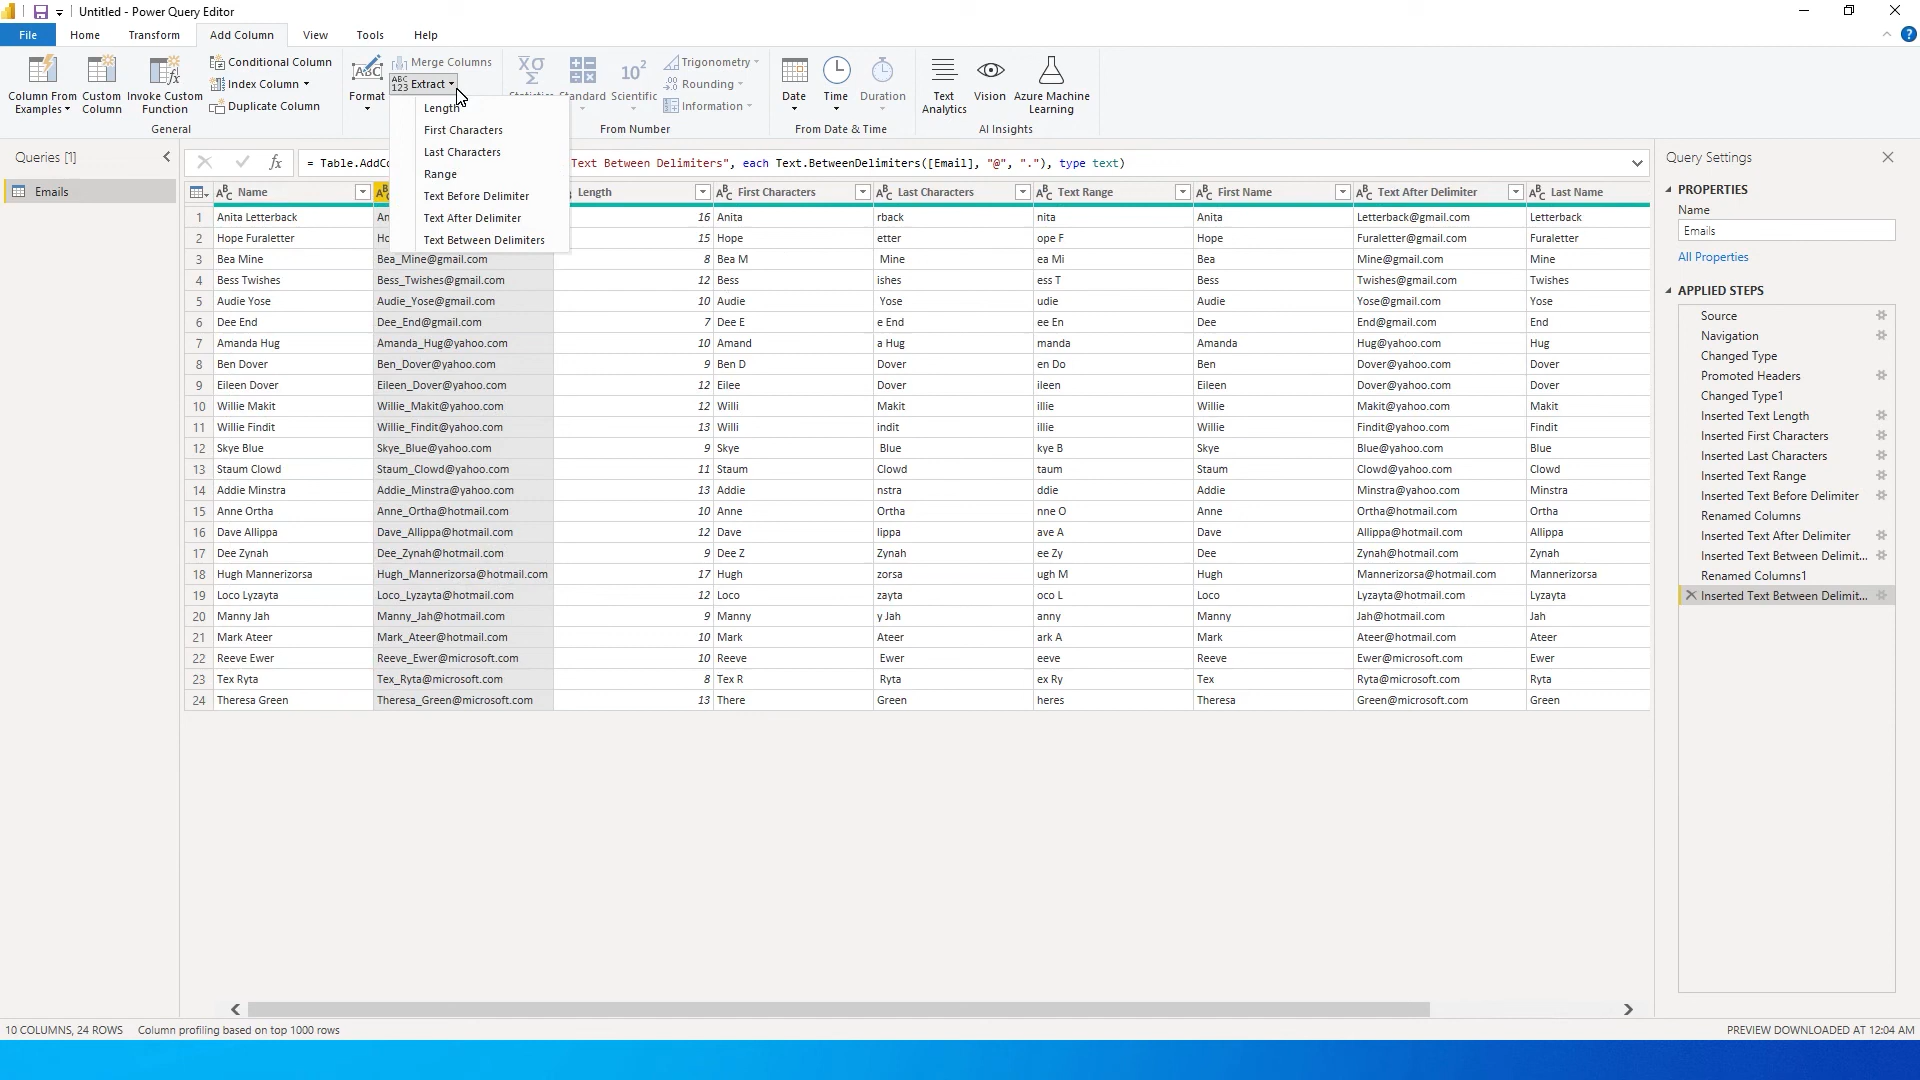 Untitled - Power Query Editor
File Home Transform Add Column View Tools Help
Column From Examples
Custom Column
Invoke Custom Function
Conditional Column
Index Column
Duplicate Column
General
Format
Merge Columns
ABC 123 Extract
Statistics Standard Scientific
Trigonometry
Rounding
Information
From Number
Date Time Duration
From Date & Time
Text Analytics
Vision
Azure Machine Learning
AI Insights
Length
First Characters
Last Characters
Range
Text Before Delimiter
Text After Delimiter
Text Between Delimiters
Queries [1]
Emails
= Table.AddCo Text Between Delimiters", each Text.BetweenDelimiters([Email], "@", "."), type text)
Name Length First Characters Last Characters Text Range First Name Text After Delimiter Last Name
1 Anita Letterback An 16 Anita rback nita Anita Letterback@gmail.com Letterback
2 Hope Furaletter Ho 15 Hope etter ope F Hope Furaletter@gmail.com Furaletter
3 Bea Mine Bea_Mine@gmail.com 8 Bea M Mine ea Mi Bea Mine@gmail.com Mine
4 Bess Twishes Bess_Twishes@gmail.com 12 Bess ishes ess T Bess Twishes@gmail.com Twishes
5 Audie Yose Audie_Yose@gmail.com 10 Audie Yose udie Audie Yose@gmail.com Yose
6 Dee End Dee_End@gmail.com 7 Dee E e End ee En Dee End@gmail.com End
7 Amanda Hug Amanda_Hug@yahoo.com 10 Amand a Hug manda Amanda Hug@yahoo.com Hug
8 Ben Dover Ben_Dover@yahoo.com 9 Ben D Dover en Do Ben Dover@yahoo.com Dover
9 Eileen Dover Eileen_Dover@yahoo.com 12 Eilee Dover ileen Eileen Dover@yahoo.com Dover
10 Willie Makit Willie_Makit@yahoo.com 12 Willi Makit illie Willie Makit@yahoo.com Makit
11 Willie Findit Willie_Findit@yahoo.com 13 Willi indit illie Willie Findit@yahoo.com Findit
12 Skye Blue Skye_Blue@yahoo.com 9 Skye Blue kye B Skye Blue@yahoo.com Blue
13 Staum Clowd Staum_Clowd@yahoo.com 11 Staum Clowd taum Staum Clowd@yahoo.com Clowd
14 Addie Minstra Addie_Minstra@yahoo.com 13 Addie nstra ddie Addie Minstra@yahoo.com Minstra
15 Anne Ortha Anne_Ortha@hotmail.com 10 Anne Ortha nne O Anne Ortha@hotmail.com Ortha
16 Dave Allippa Dave_Allippa@hotmail.com 12 Dave lippa ave A Dave Allippa@hotmail.com Allippa
17 Dee Zynah Dee_Zynah@hotmail.com 9 Dee Z Zynah ee Zy Dee Zynah@hotmail.com Zynah
18 Hugh Mannerizorsa Hugh_Mannerizorsa@hotmail.com 17 Hugh zorsa ugh M Hugh Mannerizorsa@hotmail.com Mannerizorsa
19 Loco Lyzayta Loco_Lyzayta@hotmail.com 12 Loco zayta oco L Loco Lyzayta@hotmail.com Lyzayta
20 Manny Jah Manny_Jah@hotmail.com 9 Manny y Jah anny Manny Jah@hotmail.com Jah
21 Mark Ateer Mark_Ateer@hotmail.com 10 Mark Ateer ark A Mark Ateer@hotmail.com Ateer
22 Reeve Ewer Reeve_Ewer@microsoft.com 10 Reeve Ewer eeve Reeve Ewer@microsoft.com Ewer
23 Tex Ryta Tex_Ryta@microsoft.com 8 Tex R Ryta ex Ry Tex Ryta@microsoft.com Ryta
24 Theresa Green Theresa_Green@microsoft.com 13 There Green heres Theresa Green@microsoft.com Green
Query Settings
PROPERTIES
Name
Emails
All Properties
APPLIED STEPS
Source
Navigation
Changed Type
Promoted Headers
Changed Type1
Inserted Text Length
Inserted First Characters
Inserted Last Characters
Inserted Text Range
Inserted Text Before Delimiter
Renamed Columns
Inserted Text After Delimiter
Inserted Text Between Delimit...
Renamed Columns1
Inserted Text Between Delimit...
10 COLUMNS, 24 ROWS Column profiling based on top 1000 rows
PREVIEW DOWNLOADED AT 12:04 AM